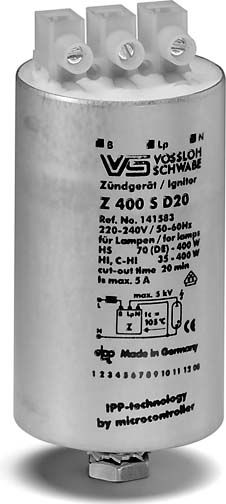 B Lp N
VS VOSSLOH
SCHWABE
Zündgerät / Ignitor
Z 400 S D20
Ref. No. 141583
220-240V / 50-60Hz
für Lampen / for lamps
HS 70 (DE) - 400 W
HI, C-HI 35 - 400 W
cut-out time 20 min
Is max. 5 A
max. 5 kV
L
B Lp N
Z
tc =
105°C
N
Made in Germany
1 2 3 4 5 6 7 8 9 10 11 12 08
IPP-technology
by microcontroller